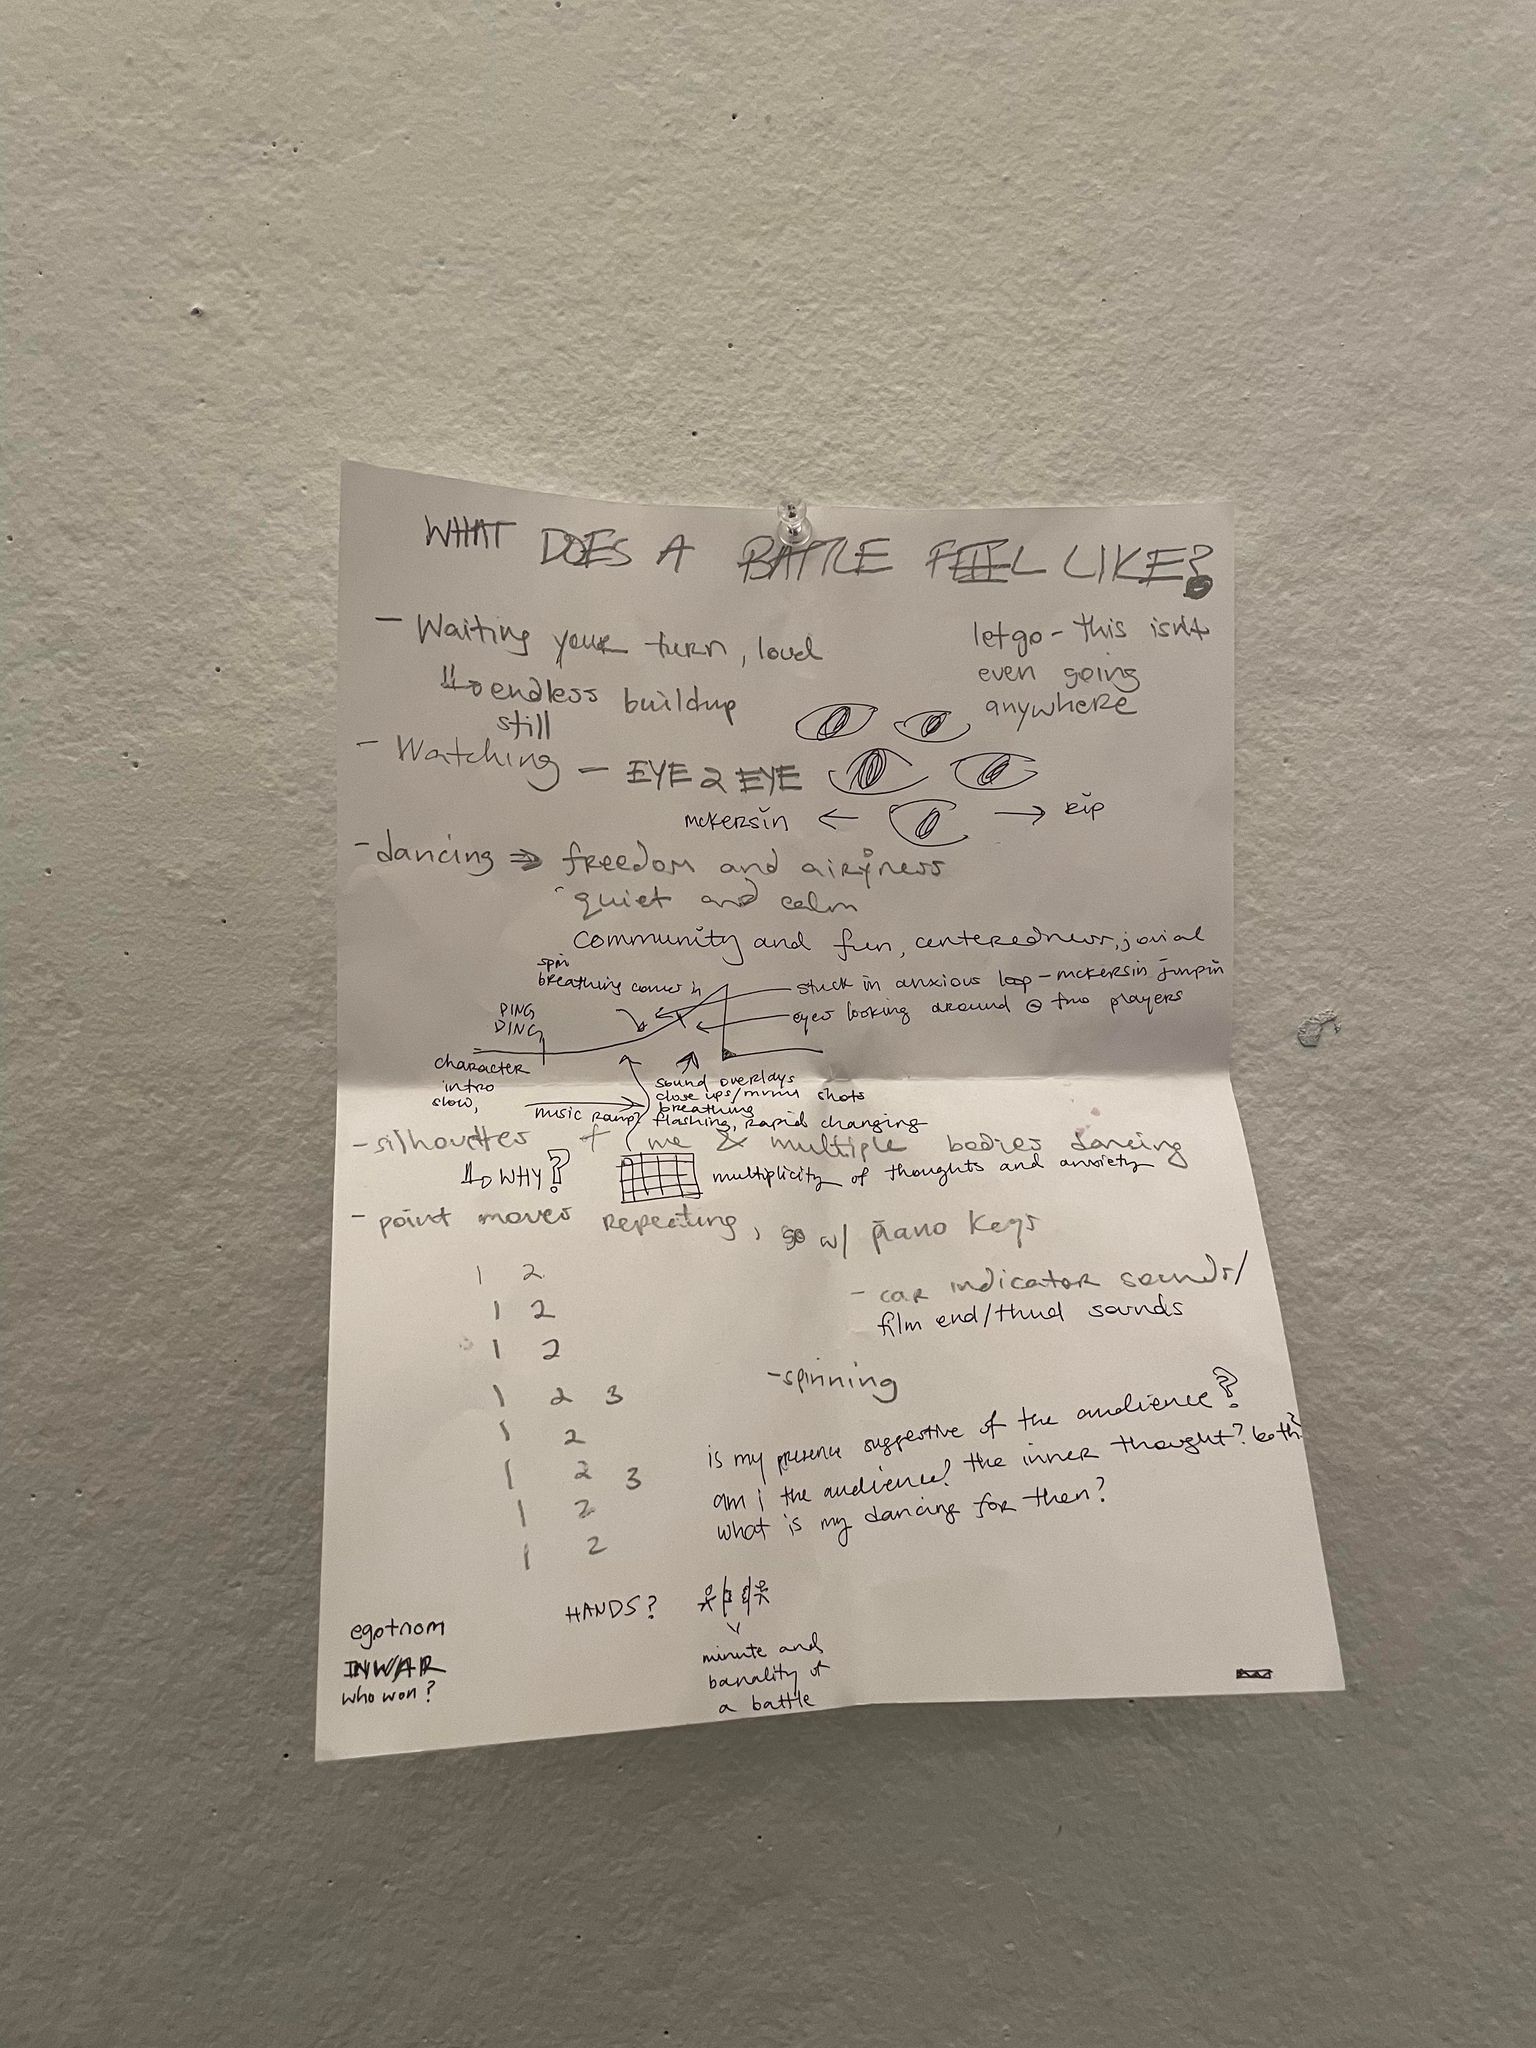 WHAT DOES A BATTLE FEEL LIKE?
- Waiting your turn, loud
endless buildup
still
letgo - this isnt
even going
anywhere
- Watching - EYE 2 EYE
mckersin
rip
- dancing freedom and airyness
quiet and calm
community and fun, centeredness, jovial
spin
breathing comes in
stuck in anxious loop - mckersin jumpin
eyes looking around @ two players
PING
DING
character
intro
slow,
music ramp
sound overlays
close ups/ shots
breathing
flashing, rapid changing
- silhouttes of me & multiple bodies dancing
WHY?
multiplicity of thoughts and anxiety
- point moves repeating, go w/ piano keys
1 2
1 2
1 2
1 2 3
1 2
1 2 3
1 2
1 2
- car indicator sounds/
film end/thud sounds
- spinning
is my presence suggestive of the audience?
am i the audience? the inner thought? both?
what is my dancing for then?
HANDS?
minute and
banality of
a battle
egotnom
INWAR
who won?